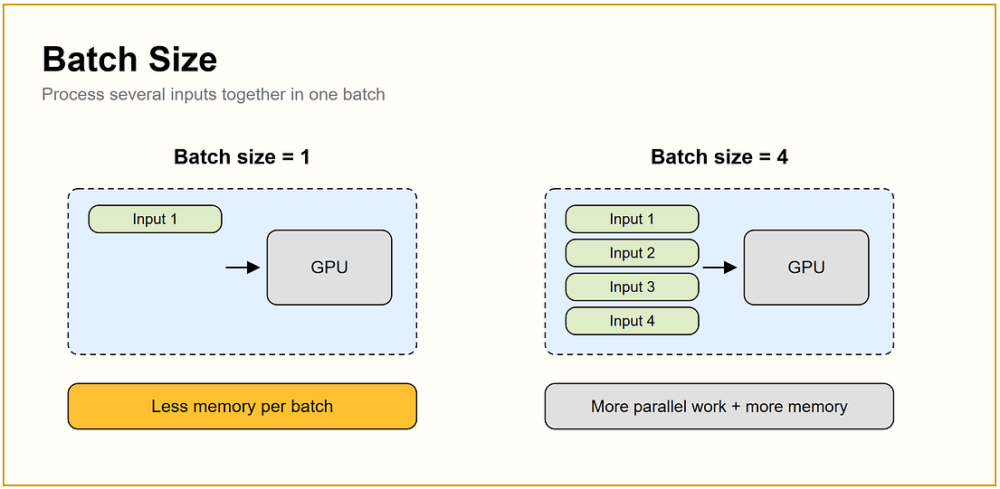 Batch Size
Process several inputs together in one batch
Batch size = 1
Input 1
GPU
Less memory per batch
Batch size = 4
Input 1
Input 2
Input 3
Input 4
GPU
More parallel work + more memory